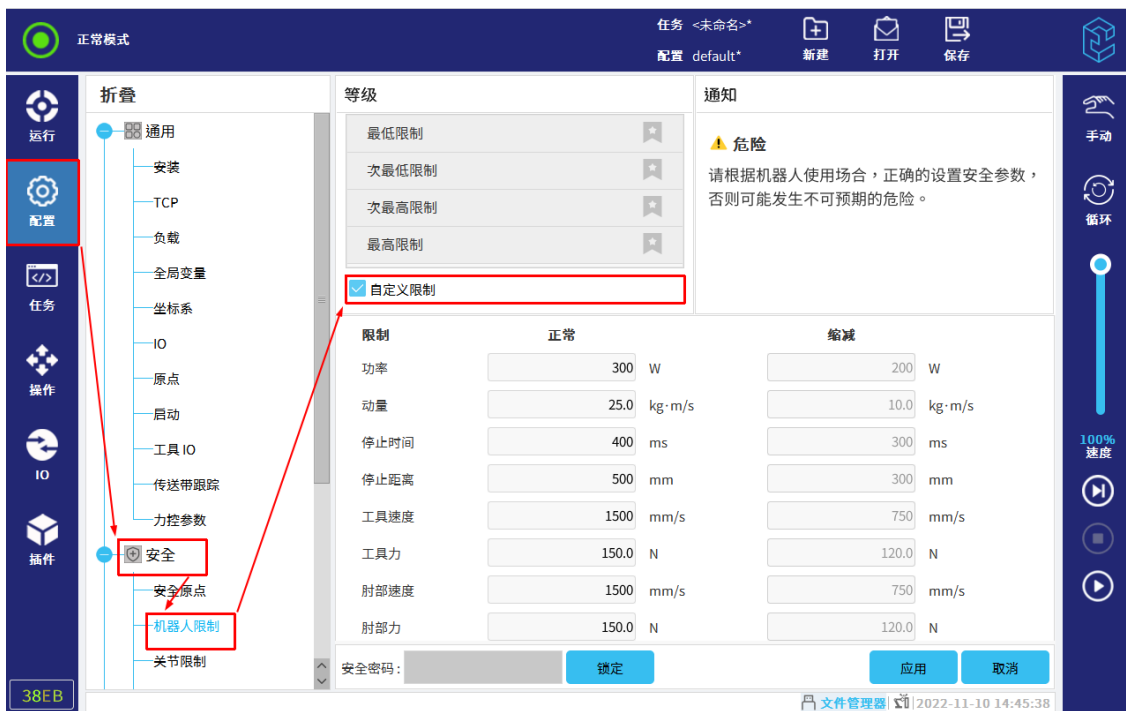 正常模式
任务 <未命名>*
配置 default*
新建
打开
保存
运行
配置
任务
操作
IO
插件
38EB
折叠
通用
安装
TCP
负载
全局变量
坐标系
IO
原点
启动
工具 IO
传送带跟踪
力控参数
安全
安全原点
机器人限制
关节限制
等级
最低限制
次最低限制
次最高限制
最高限制
自定义限制
通知
危险
请根据机器人使用场合，正确的设置安全参数，
否则可能发生不可预期的危险。
限制 正常 缩减
功率 300 W 200 W
动量 25.0 kg·m/s 10.0 kg·m/s
停止时间 400 ms 300 ms
停止距离 500 mm 300 mm
工具速度 1500 mm/s 750 mm/s
工具力 150.0 N 120.0 N
肘部速度 1500 mm/s 750 mm/s
肘部力 150.0 N 120.0 N
安全密码: 锁定 应用 取消
文件管理器 2022-11-10 14:45:38
手动
循环
100%
速度